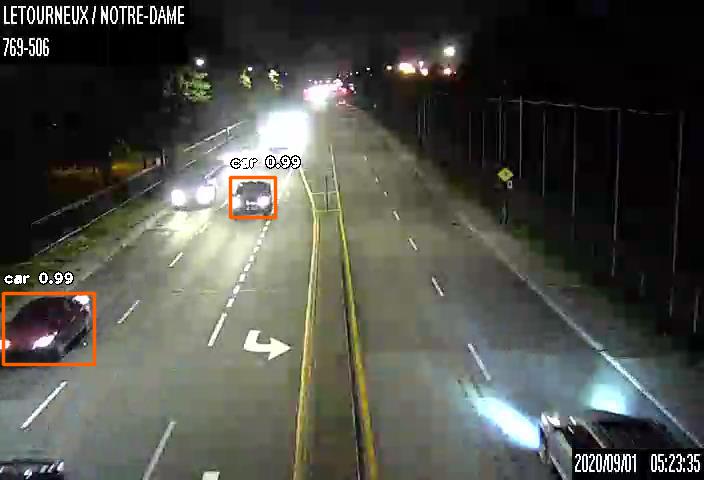 LETOURNEUX / NOTRE-DAME
769-506
car 0.99
car 0.99
2020/09/01 05:23:35